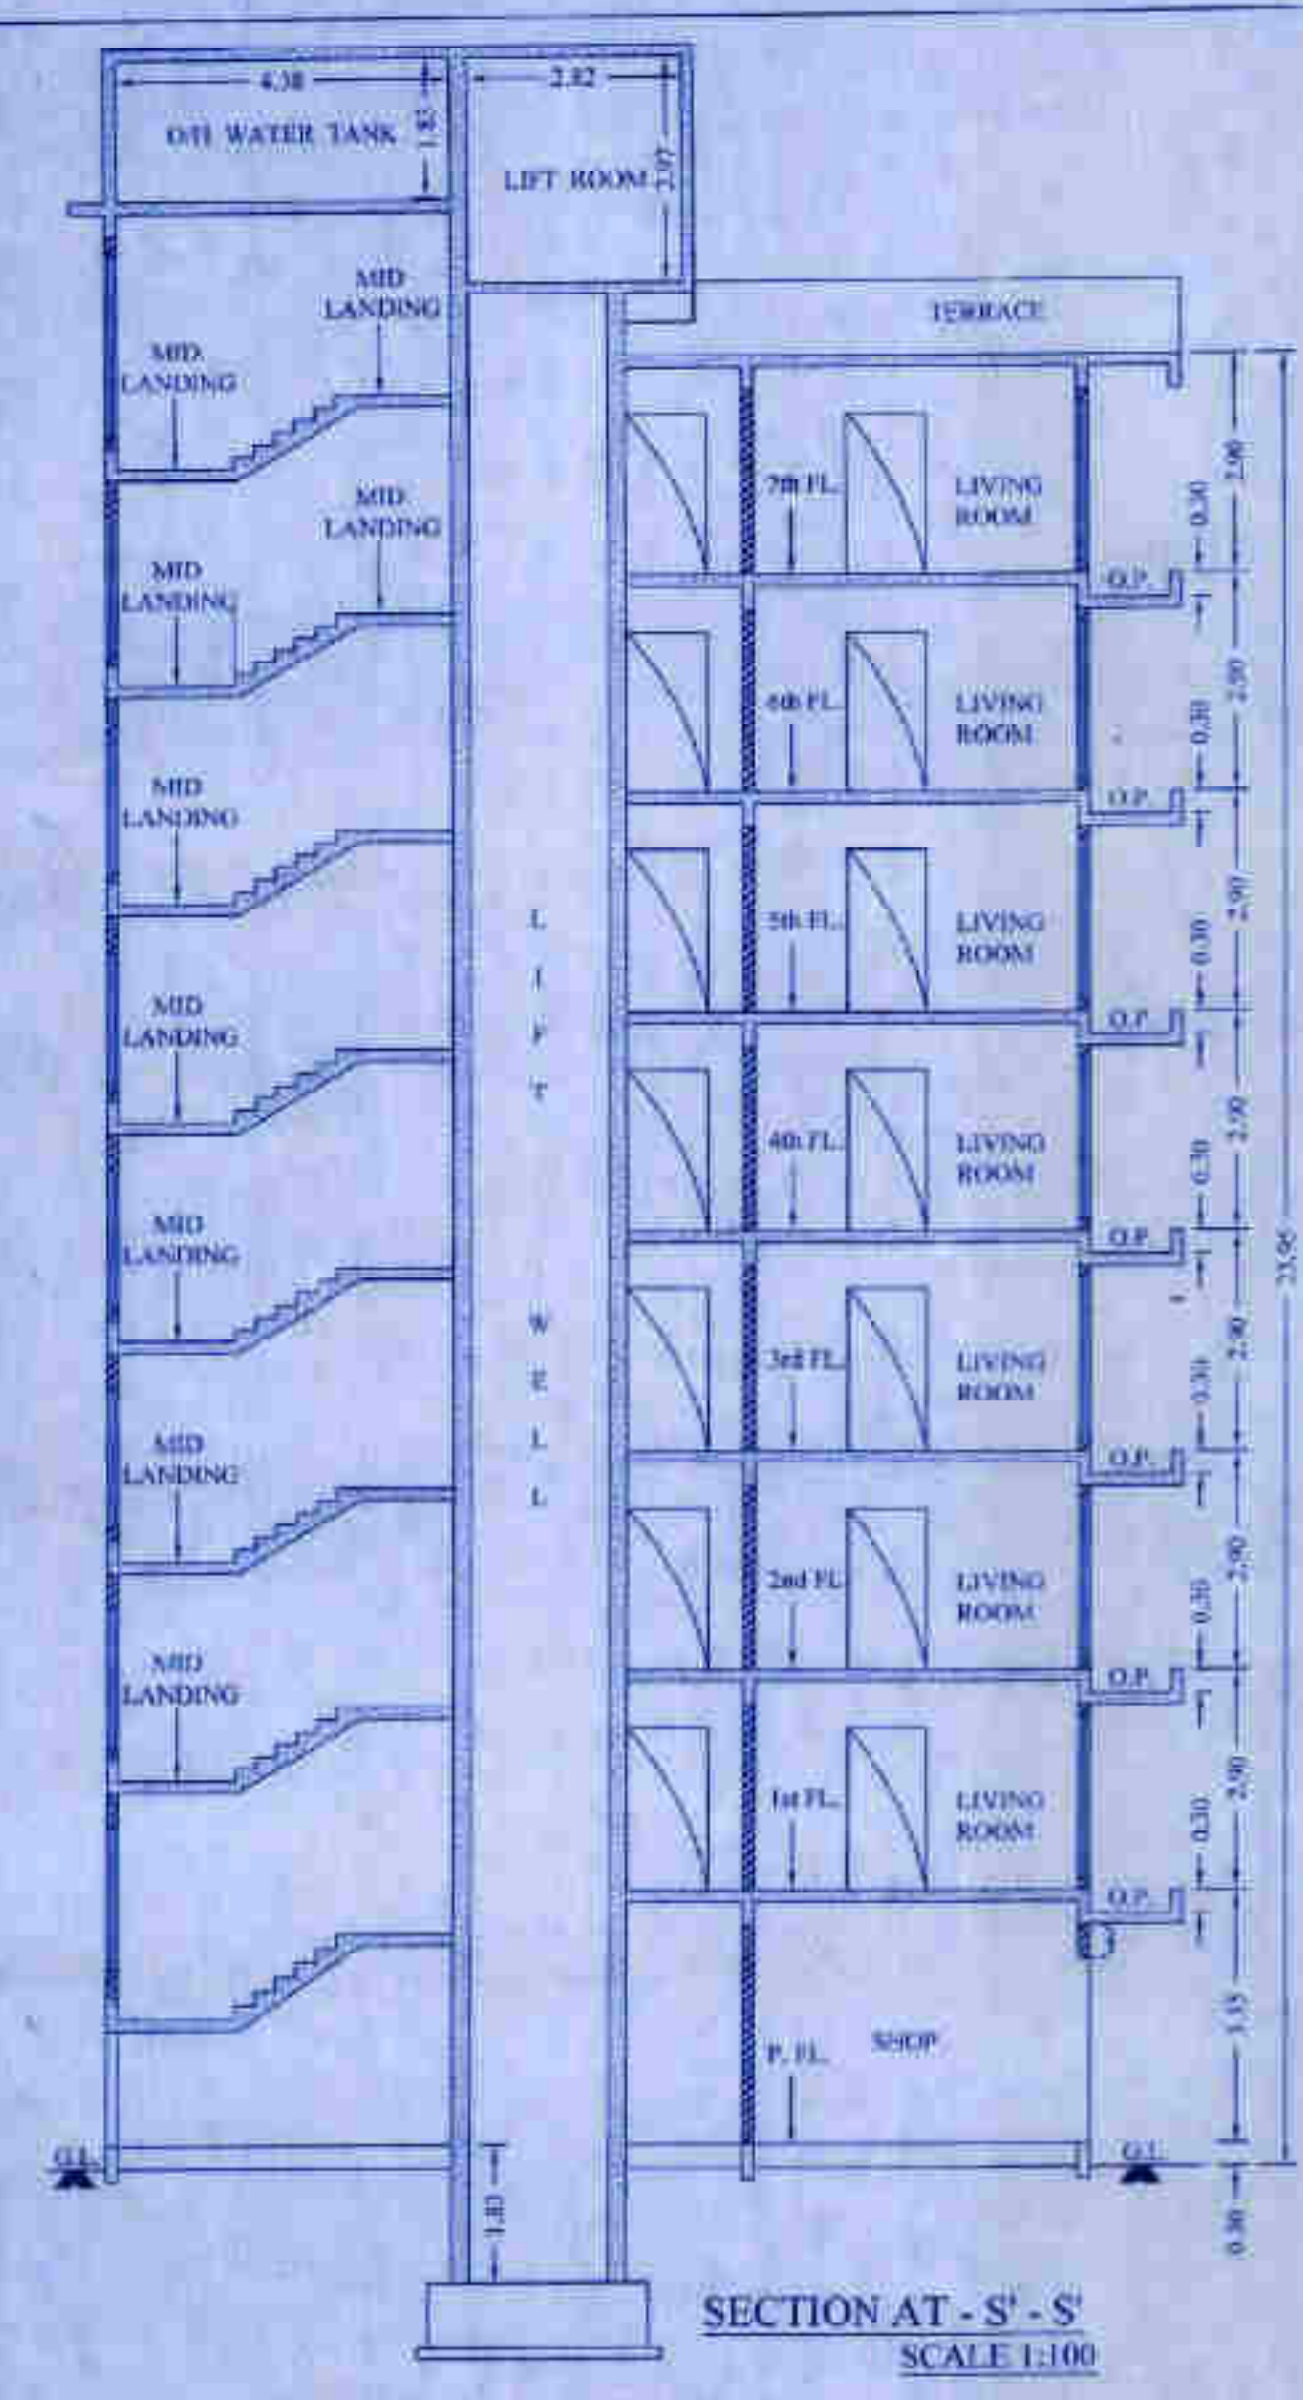 4.38
2.82
O/H WATER TANK
1.83
LIFT ROOM
2.97
MID
LANDING
MID.
LANDING
TERRACE
7th FL.
LIVING
ROOM
0.30
2.90
MID.
LANDING
MID
LANDING
O.P.
6th FL.
LIVING
ROOM
0.30
2.90
MID
LANDING
O.P.
L
I
F
T
5th FL.
LIVING
ROOM
0.30
2.90
MID
LANDING
O.P.
4th FL.
LIVING
ROOM
0.30
2.90
MID
LANDING
O.P.
23.95
W
E
L
L
3rd FL.
LIVING
ROOM
0.30
2.90
MID
LANDING
O.P.
2nd FL.
LIVING
ROOM
0.30
2.90
MID
LANDING
O.P.
1st FL.
LIVING
ROOM
0.30
2.90
O.P.
P. FL.
SHOP
3.35
G.L.
G.L.
1.83
0.30
SECTION AT - S' - S'
SCALE 1:100